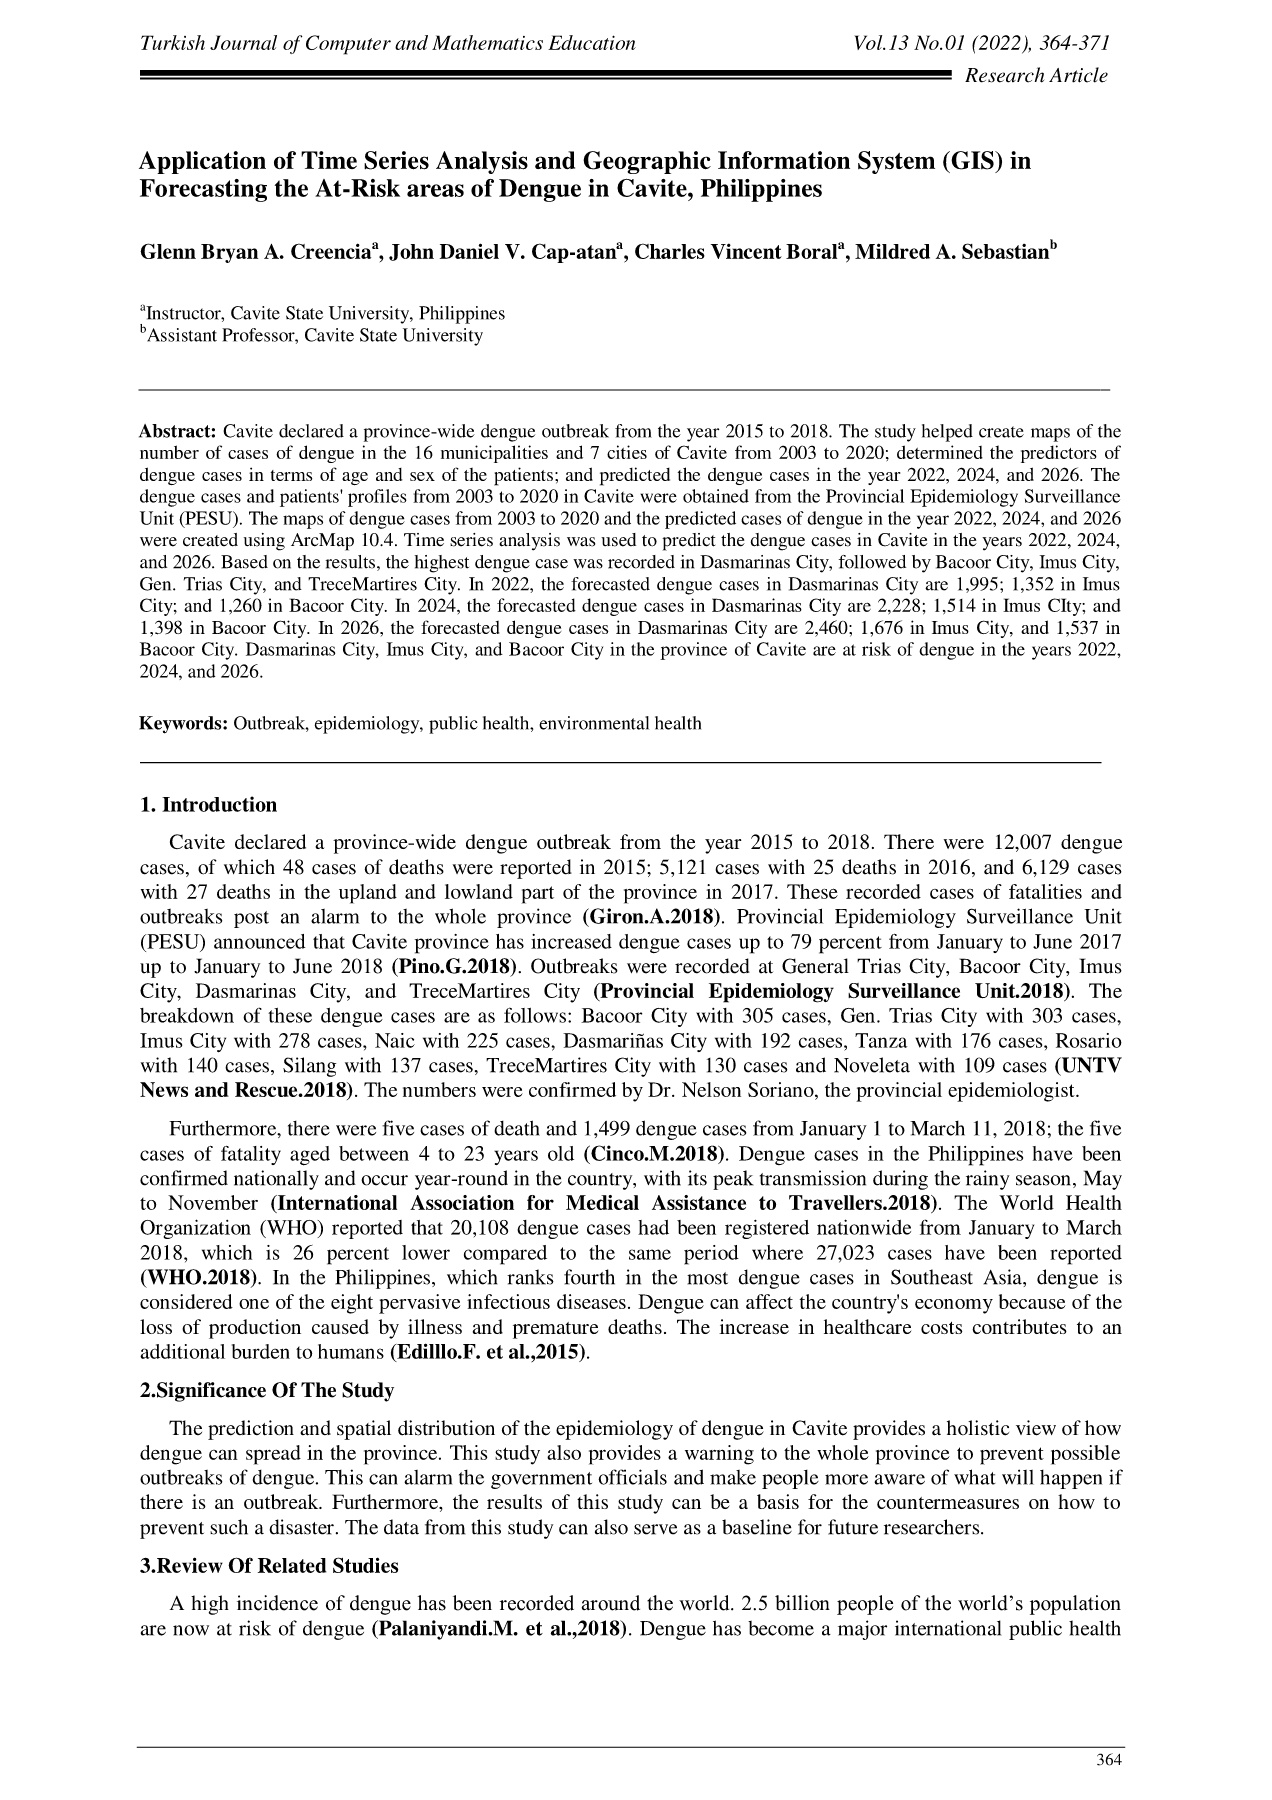 Turkish Journal of Computer and Mathematics Education Vol.13 No.01 (2022), 364-371
Research Article
Application of Time Series Analysis and Geographic Information System (GIS) in
Forecasting the At-Risk areas of Dengue in Cavite, Philippines
Glenn Bryan A. Creenciaa, John Daniel V. Cap-atana, Charles Vincent Borala, Mildred A. Sebastianb
aInstructor, Cavite State University, Philippines
bAssistant Professor, Cavite State University
Abstract: Cavite declared a province-wide dengue outbreak from the year 2015 to 2018. The study helped create maps of the
number of cases of dengue in the 16 municipalities and 7 cities of Cavite from 2003 to 2020; determined the predictors of
dengue cases in terms of age and sex of the patients; and predicted the dengue cases in the year 2022, 2024, and 2026. The
dengue cases and patients' profiles from 2003 to 2020 in Cavite were obtained from the Provincial Epidemiology Surveillance
Unit (PESU). The maps of dengue cases from 2003 to 2020 and the predicted cases of dengue in the year 2022, 2024, and 2026
were created using ArcMap 10.4. Time series analysis was used to predict the dengue cases in Cavite in the years 2022, 2024,
and 2026. Based on the results, the highest dengue case was recorded in Dasmarinas City, followed by Bacoor City, Imus City,
Gen. Trias City, and TreceMartires City. In 2022, the forecasted dengue cases in Dasmarinas City are 1,995; 1,352 in Imus
City; and 1,260 in Bacoor City. In 2024, the forecasted dengue cases in Dasmarinas City are 2,228; 1,514 in Imus CIty; and
1,398 in Bacoor City. In 2026, the forecasted dengue cases in Dasmarinas City are 2,460; 1,676 in Imus City, and 1,537 in
Bacoor City. Dasmarinas City, Imus City, and Bacoor City in the province of Cavite are at risk of dengue in the years 2022,
2024, and 2026.
Keywords: Outbreak, epidemiology, public health, environmental health
1. Introduction
Cavite declared a province-wide dengue outbreak from the year 2015 to 2018. There were 12,007 dengue
cases, of which 48 cases of deaths were reported in 2015; 5,121 cases with 25 deaths in 2016, and 6,129 cases
with 27 deaths in the upland and lowland part of the province in 2017. These recorded cases of fatalities and
outbreaks post an alarm to the whole province (Giron.A.2018). Provincial Epidemiology Surveillance Unit
(PESU) announced that Cavite province has increased dengue cases up to 79 percent from January to June 2017
up to January to June 2018 (Pino.G.2018). Outbreaks were recorded at General Trias City, Bacoor City, Imus
City, Dasmarinas City, and TreceMartires City (Provincial Epidemiology Surveillance Unit.2018). The
breakdown of these dengue cases are as follows: Bacoor City with 305 cases, Gen. Trias City with 303 cases,
Imus City with 278 cases, Naic with 225 cases, Dasmariñas City with 192 cases, Tanza with 176 cases, Rosario
with 140 cases, Silang with 137 cases, TreceMartires City with 130 cases and Noveleta with 109 cases (UNTV
News and Rescue.2018). The numbers were confirmed by Dr. Nelson Soriano, the provincial epidemiologist.
Furthermore, there were five cases of death and 1,499 dengue cases from January 1 to March 11, 2018; the five
cases of fatality aged between 4 to 23 years old (Cinco.M.2018). Dengue cases in the Philippines have been
confirmed nationally and occur year-round in the country, with its peak transmission during the rainy season, May
to November (International Association for Medical Assistance to Travellers.2018). The World Health
Organization (WHO) reported that 20,108 dengue cases had been registered nationwide from January to March
2018, which is 26 percent lower compared to the same period where 27,023 cases have been reported
(WHO.2018). In the Philippines, which ranks fourth in the most dengue cases in Southeast Asia, dengue is
considered one of the eight pervasive infectious diseases. Dengue can affect the country's economy because of the
loss of production caused by illness and premature deaths. The increase in healthcare costs contributes to an
additional burden to humans (Edilllo.F. et al.,2015).
2.Significance Of The Study
The prediction and spatial distribution of the epidemiology of dengue in Cavite provides a holistic view of how
dengue can spread in the province. This study also provides a warning to the whole province to prevent possible
outbreaks of dengue. This can alarm the government officials and make people more aware of what will happen if
there is an outbreak. Furthermore, the results of this study can be a basis for the countermeasures on how to
prevent such a disaster. The data from this study can also serve as a baseline for future researchers.
3.Review Of Related Studies
A high incidence of dengue has been recorded around the world. 2.5 billion people of the world’s population
are now at risk of dengue (Palaniyandi.M. et al.,2018). Dengue has become a major international public health
364